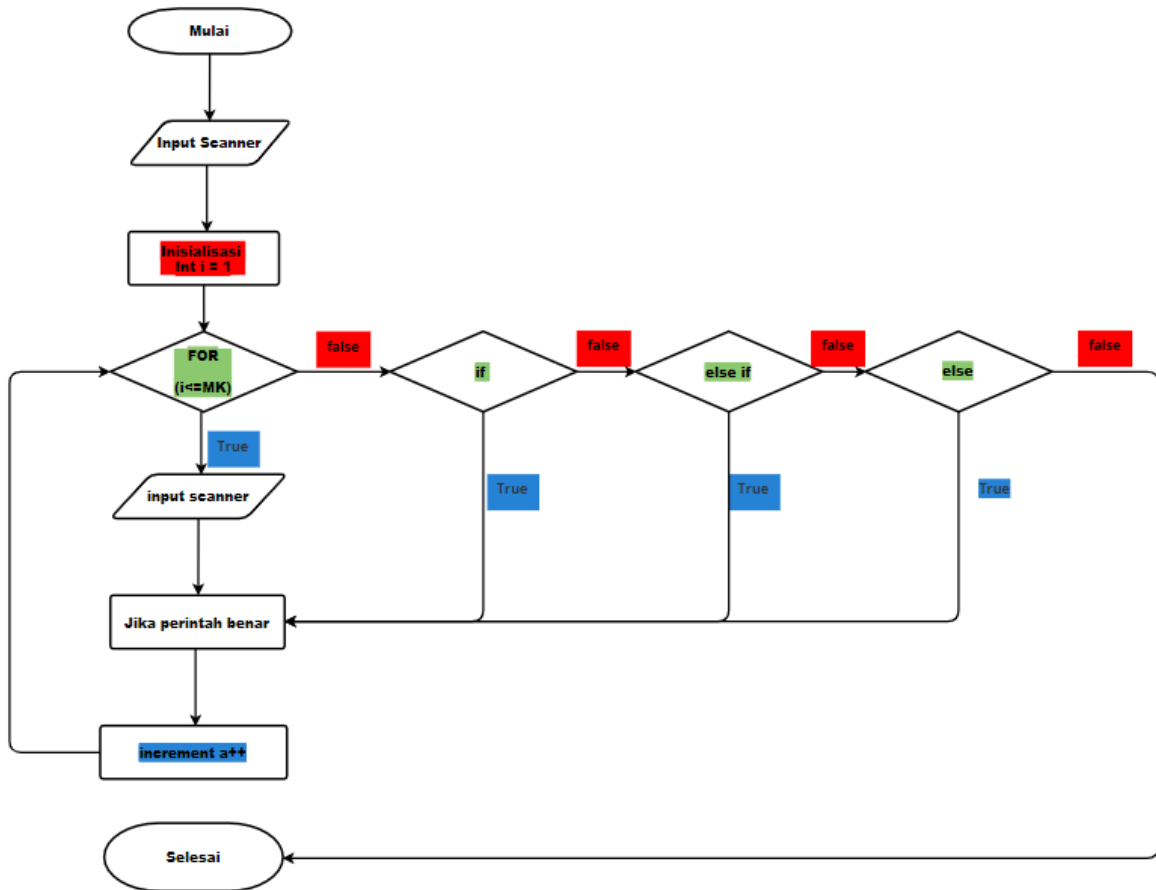 Mulai
Input Scanner
Inisialisasi
Int i = 1
FOR
(i<=MK)
false
if
false
else if
false
else
false
True
True
True
True
input scanner
Jika perintah benar
increment a++
Selesai